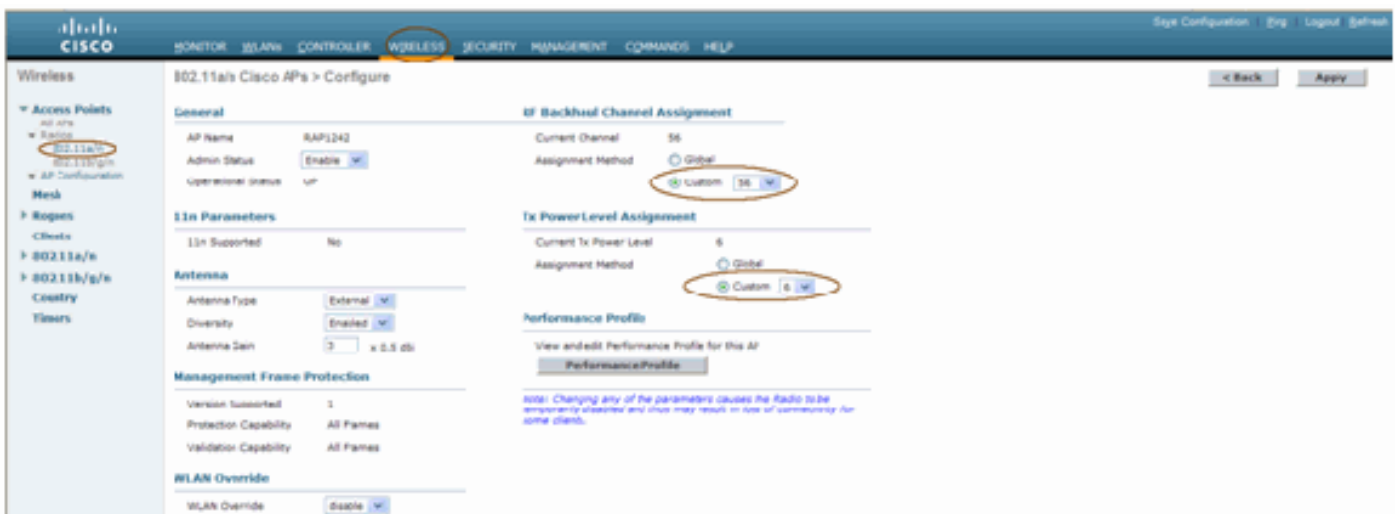 Save Configuration | Ping | Logout | Refresh
CISCO
MONITOR WLANs CONTROLLER WIRELESS SECURITY MANAGEMENT COMMANDS HELP
Wireless
802.11a/n Cisco APs > Configure
< Back
Apply
Access Points
All APs
Radios
802.11a/n
802.11b/g/n
AP Configuration
Mesh
Rogues
Clients
802.11a/n
802.11b/g/n
Country
Timers
General
AP Name RAP1242
Admin Status Enable
Operational Status UP
11n Parameters
11n Supported No
Antenna
Antenna Type External
Diversity Enabled
Antenna Gain 3 x 0.5 dBi
Management Frame Protection
Version Supported 1
Protection Capability All Frames
Validation Capability All Frames
WLAN Override
WLAN Override disable
RF Backhaul Channel Assignment
Current Channel 56
Assignment Method Global
Custom 56
Tx Power Level Assignment
Current Tx Power Level 6
Assignment Method Global
Custom 6
Performance Profile
View and edit Performance Profile for this AP
Performance Profile
Note: Changing any of the parameters causes the Radio to be
temporarily disabled and thus may result in loss of connectivity for
some clients.